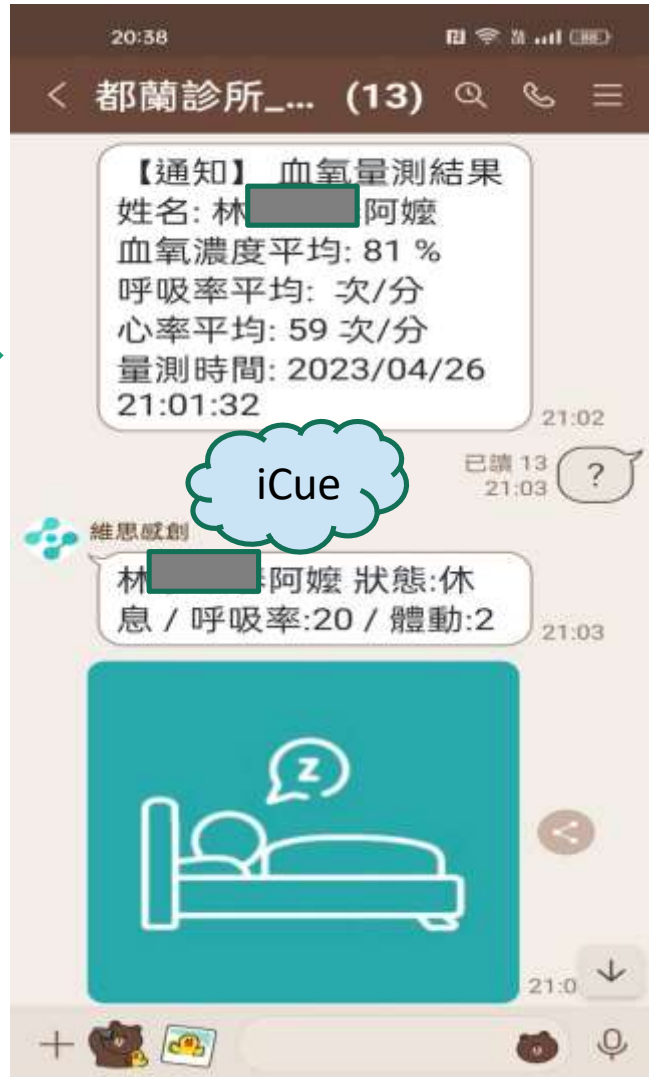 20:38
都蘭診所_... (13)
【通知】 血氧量測結果
姓名: 林 阿嬤
血氧濃度平均: 81 %
呼吸率平均: 次/分
心率平均: 59 次/分
量測時間: 2023/04/26
21:01:32
21:02
已讀 13
21:03
?
iCue
維思感創
林 阿嬤 狀態:休
息 / 呼吸率:20 / 體動:2
21:03
z
21:0